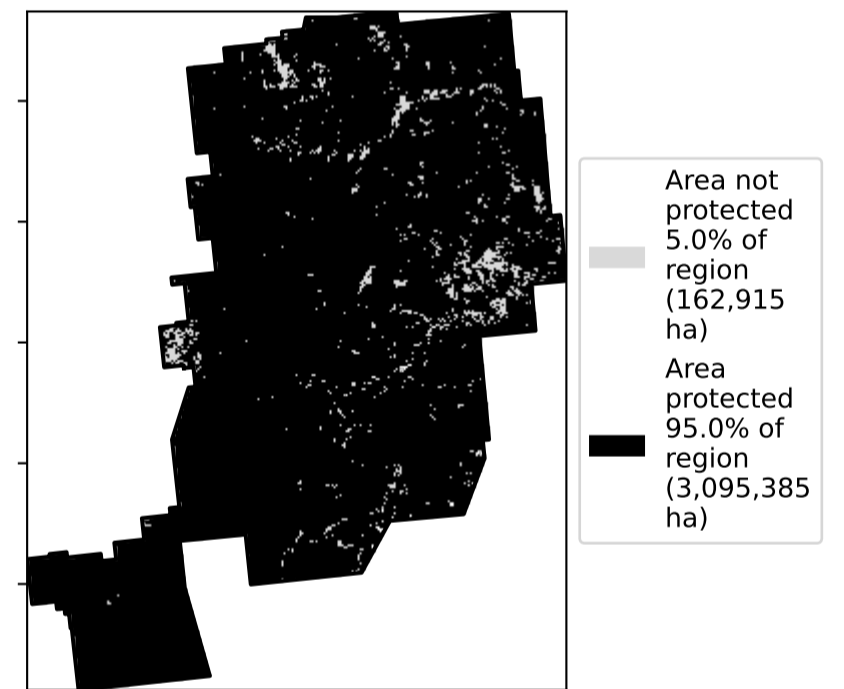 Area not
protected
5.0% of
region
(162,915
ha)
Area
protected
95.0% of
region
(3,095,385
ha)